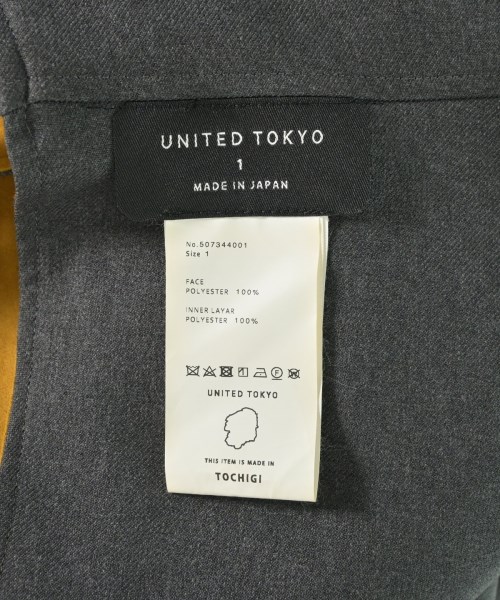 UNITED TOKYO
1
MADE IN JAPAN
No.507344001
Size 1
FACE
POLYESTER 100%
INNER LAYAR
POLYESTER 100%
UNITED TOKYO
THIS ITEM IS MADE IN
TOCHIGI